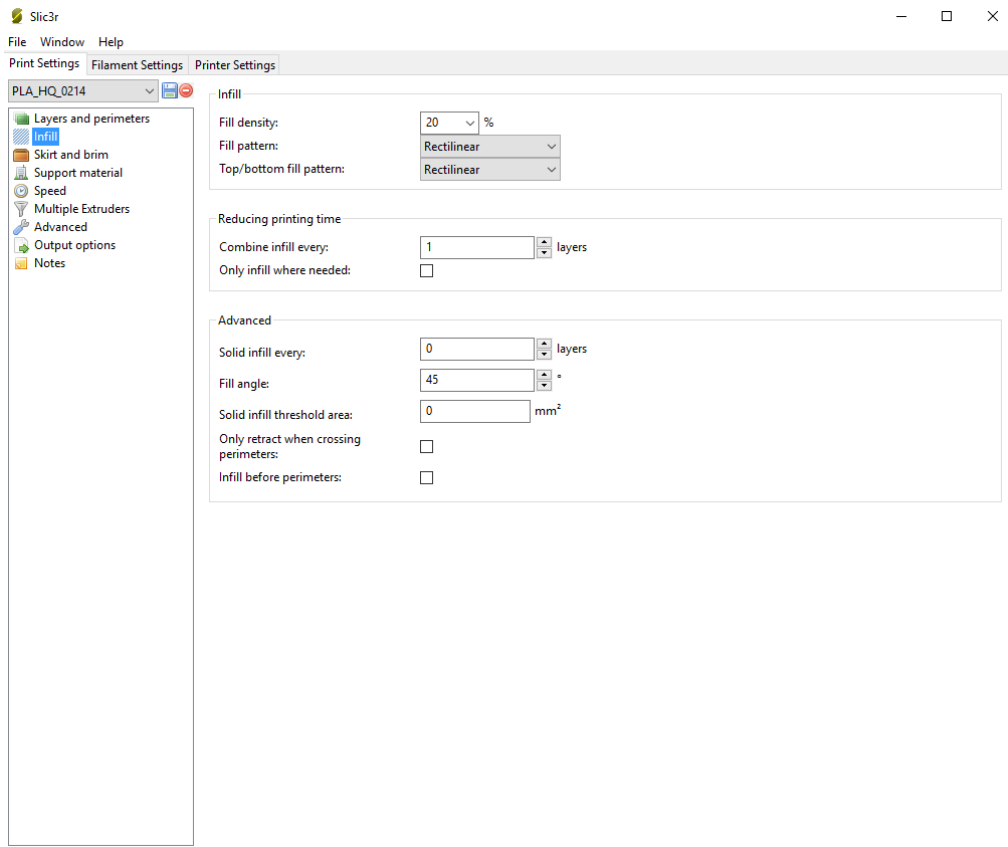 Slic3r
File Window Help
Print Settings Filament Settings Printer Settings
PLA_HQ_0214
Layers and perimeters
Infill
Skirt and brim
Support material
Speed
Multiple Extruders
Advanced
Output options
Notes
Infill
Fill density: 20 %
Fill pattern: Rectilinear
Top/bottom fill pattern: Rectilinear
Reducing printing time
Combine infill every: 1 layers
Only infill where needed:
Advanced
Solid infill every: 0 layers
Fill angle: 45 °
Solid infill threshold area: 0 mm²
Only retract when crossing
perimeters:
Infill before perimeters: